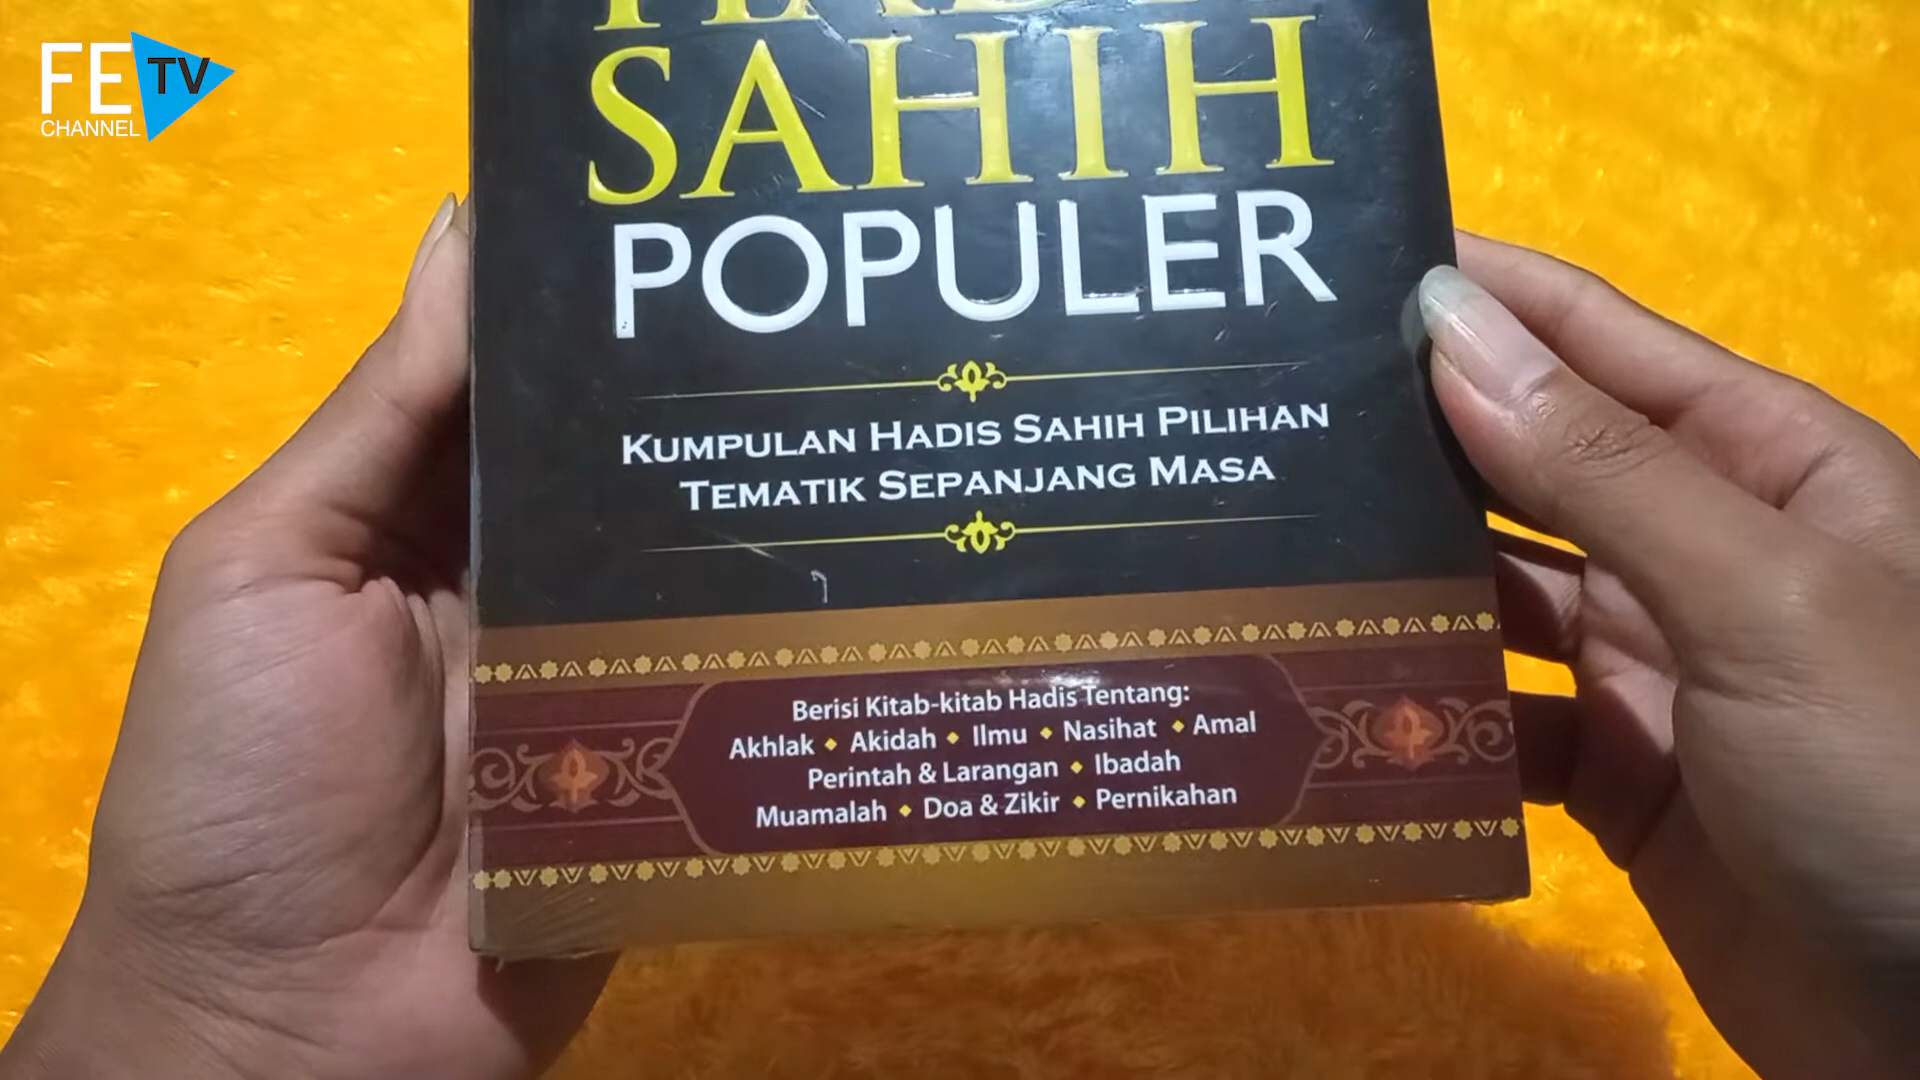 FE TV
CHANNEL
SAHIH
POPULER
KUMPULAN HADIS SAHIH PILIHAN
TEMATIK SEPANJANG MASA
Berisi Kitab-kitab Hadis Tentang:
Akhlak ◆ Akidah ◆ Ilmu ◆ Nasihat ◆ Amal
Perintah & Larangan ◆ Ibadah
Muamalah ◆ Doa & Zikir ◆ Pernikahan